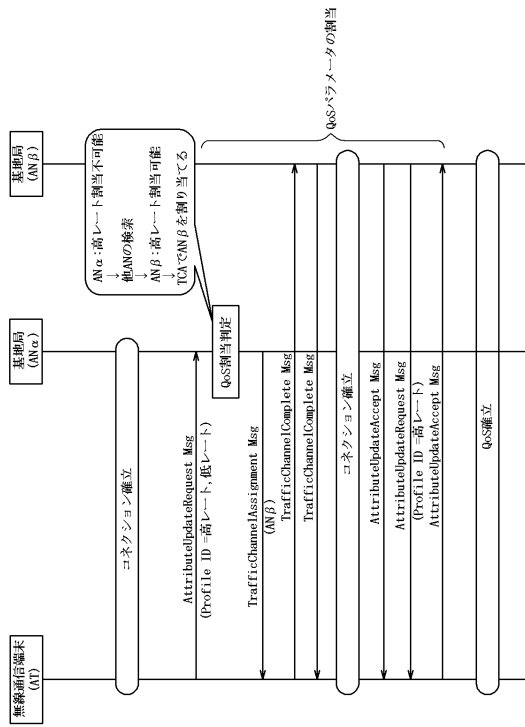 無線通信端末
(AT)
基地局
(ANα)
基地局
(ANβ)
コネクション確立
AttributeUpdateRequest Msg
(Profile ID =高レート,低レート)
QoS割当判定
ANα:高レート割当不可能
↓
他ANの検索
↓
ANβ:高レート割当可能
↓
TCAでANβを割り当てる
TrafficChannelAssignment Msg
(ANβ)
TrafficChannelComplete Msg
TrafficChannelComplete Msg
コネクション確立
AttributeUpdateAccept Msg
AttributeUpdateRequest Msg
(Profile ID =高レート)
AttributeUpdateAccept Msg
QoSパラメータの割当
QoS確立